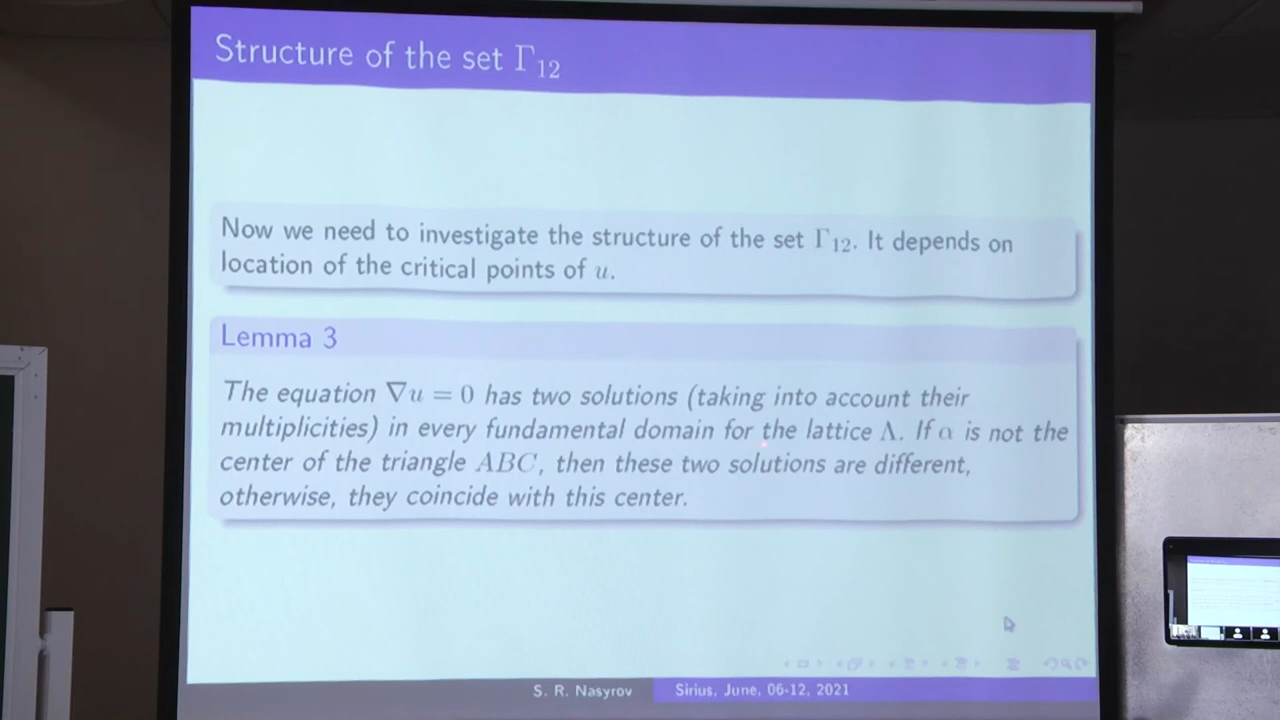 Structure of the set Γ₁₂
Now we need to investigate the structure of the set Γ₁₂. It depends on
location of the critical points of u.
Lemma 3
The equation ∇u = 0 has two solutions (taking into account their
multiplicities) in every fundamental domain for the lattice Λ. If α is not the
center of the triangle ABC, then these two solutions are different,
otherwise, they coincide with this center.
S. R. Nasyrov
Sirius, June, 06-12, 2021